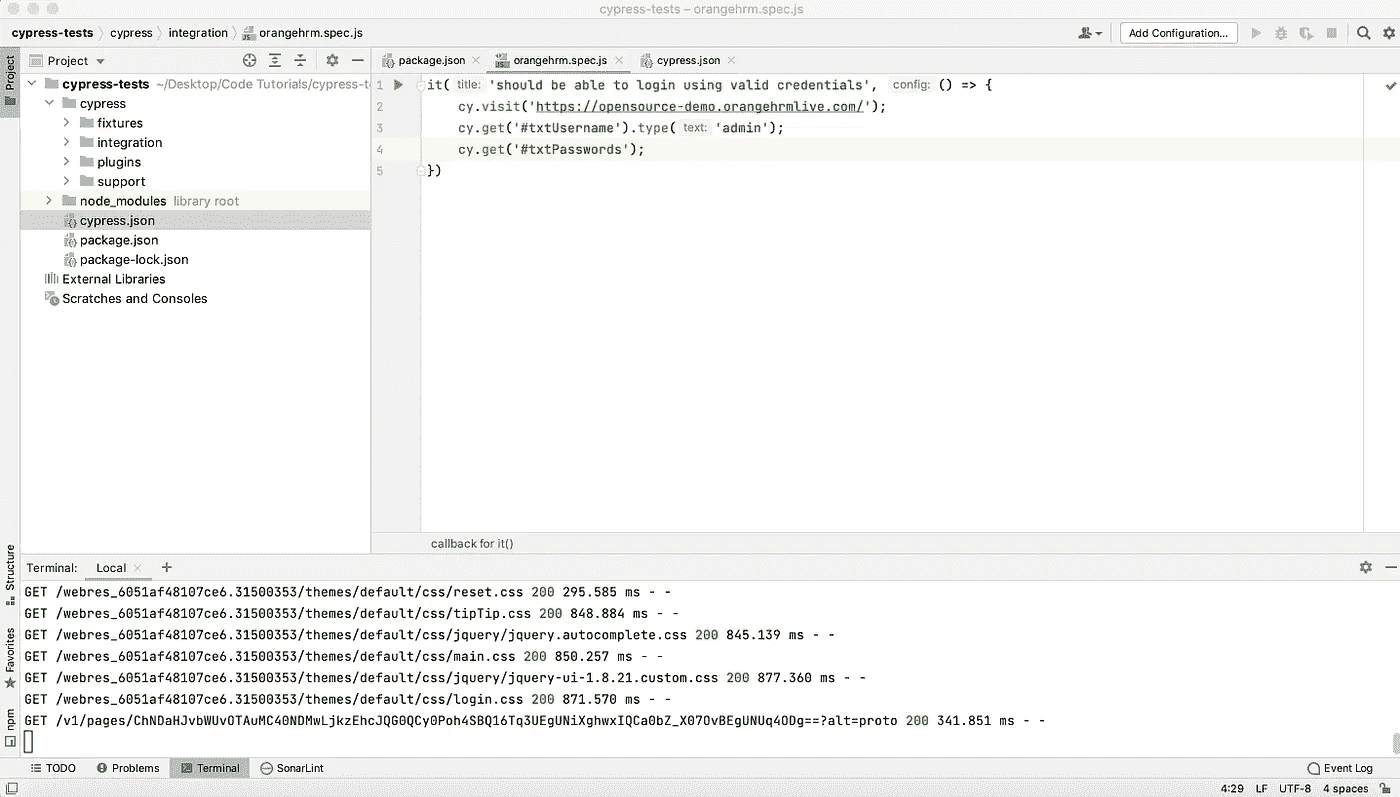 cypress-tests – orangehrm.spec.js
cypress-tests cypress integration orangehrm.spec.js Add Configuration...
Project
Project
package.json orangehrm.spec.js cypress.json
cypress-tests ~/Desktop/Code Tutorials/cypress-t
cypress
fixtures
integration
plugins
support
node_modules library root
cypress.json
package.json
package-lock.json
External Libraries
Scratches and Consoles
1 it( title: 'should be able to login using valid credentials', config: () => {
2 cy.visit('https://opensource-demo.orangehrmlive.com/');
3 cy.get('#txtUsername').type( text: 'admin');
4 cy.get('#txtPasswords');
5 })
callback for it()
Structure
Favorites
npm
Terminal: Local
GET /webres_6051af48107ce6.31500353/themes/default/css/reset.css 200 295.585 ms - -
GET /webres_6051af48107ce6.31500353/themes/default/css/tipTip.css 200 848.884 ms - -
GET /webres_6051af48107ce6.31500353/themes/default/css/jquery/jquery.autocomplete.css 200 845.139 ms - -
GET /webres_6051af48107ce6.31500353/themes/default/css/main.css 200 850.257 ms - -
GET /webres_6051af48107ce6.31500353/themes/default/css/jquery/jquery-ui-1.8.21.custom.css 200 877.360 ms - -
GET /webres_6051af48107ce6.31500353/themes/default/css/login.css 200 871.570 ms - -
GET /v1/pages/ChNDaHJvbWUvOTAuMC40NDMwLjkzEhcJQG0QCy0Poh4SBQ16Tq3UEgUNiXghwxIQCa0bZ_X07OvBEgUNUq4ODg==?alt=proto 200 341.851 ms - -
TODO Problems Terminal SonarLint Event Log
4:29 LF UTF-8 4 spaces